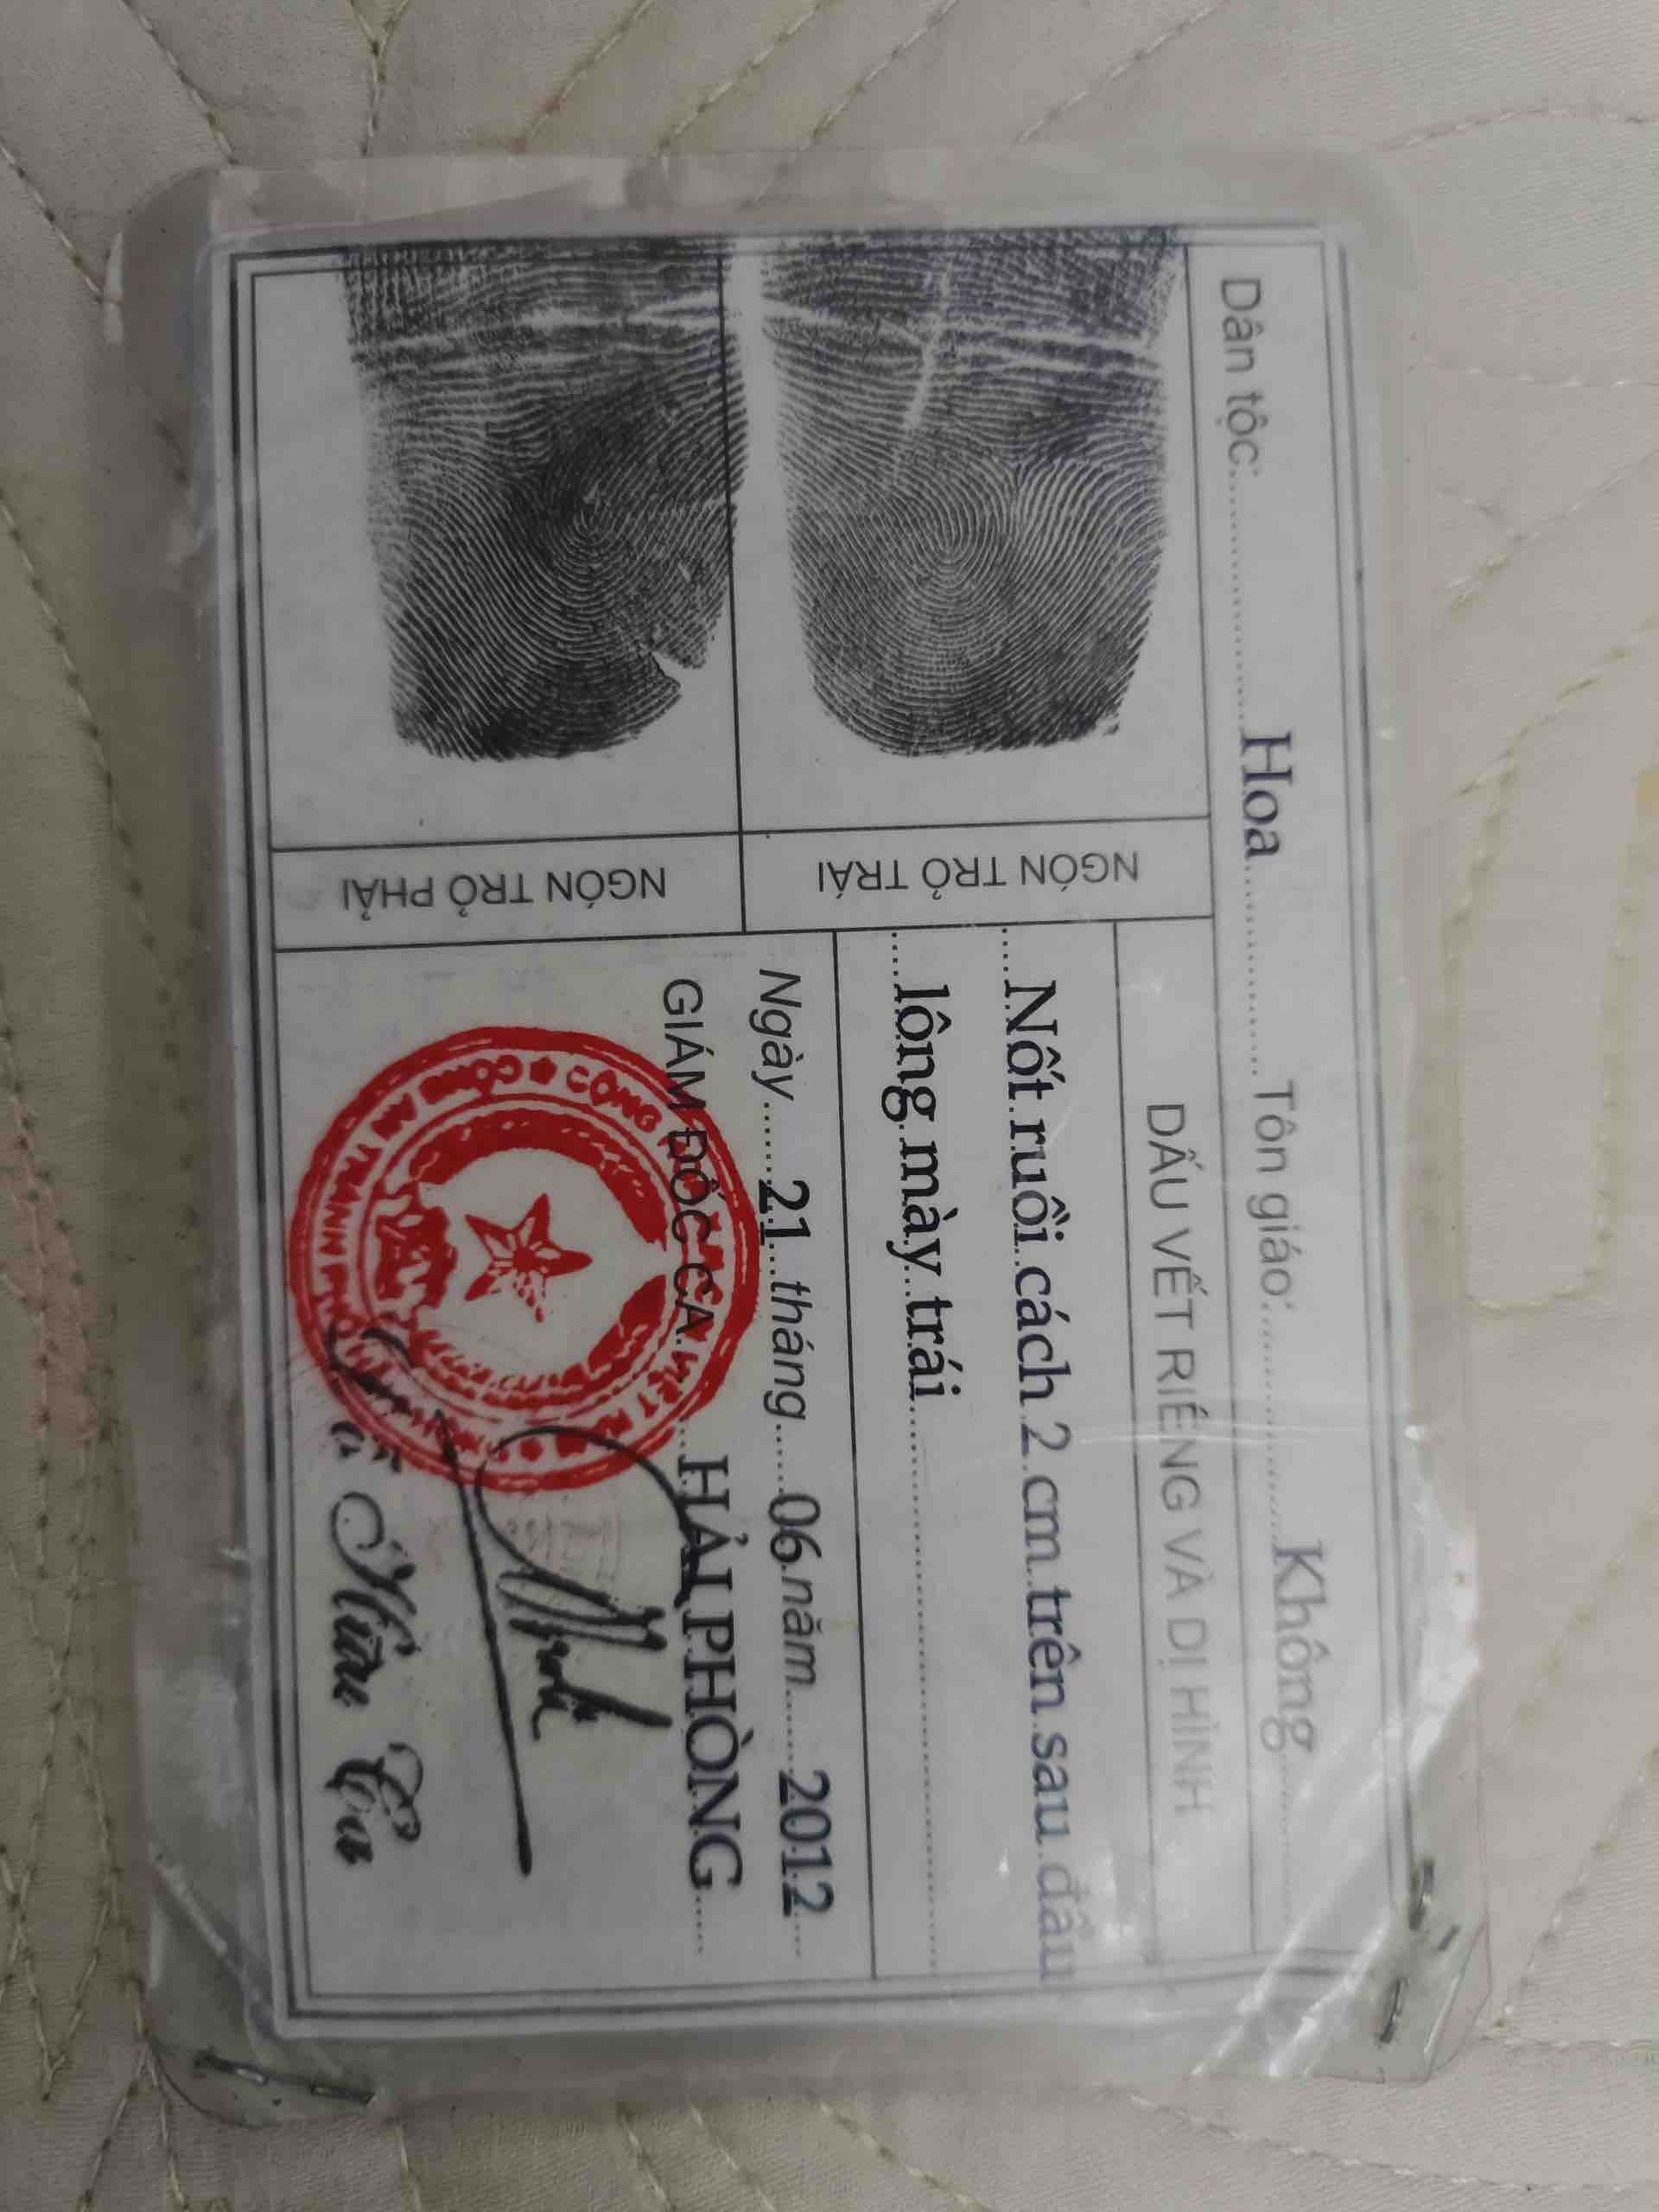 Dân tộc:....................Hoa....................Tôn giáo:....................Không....................
NGÓN TRỎ TRÁI
DẤU VẾT RIÊNG VÀ DỊ HÌNH
....Nốt ruồi cách 2 cm trên sau đầu
....lông mày trái....................
NGÓN TRỎ PHẢI
Ngày......21...tháng......06.năm......2012...
GIÁM ĐỐC CA....HẢI PHÒNG....